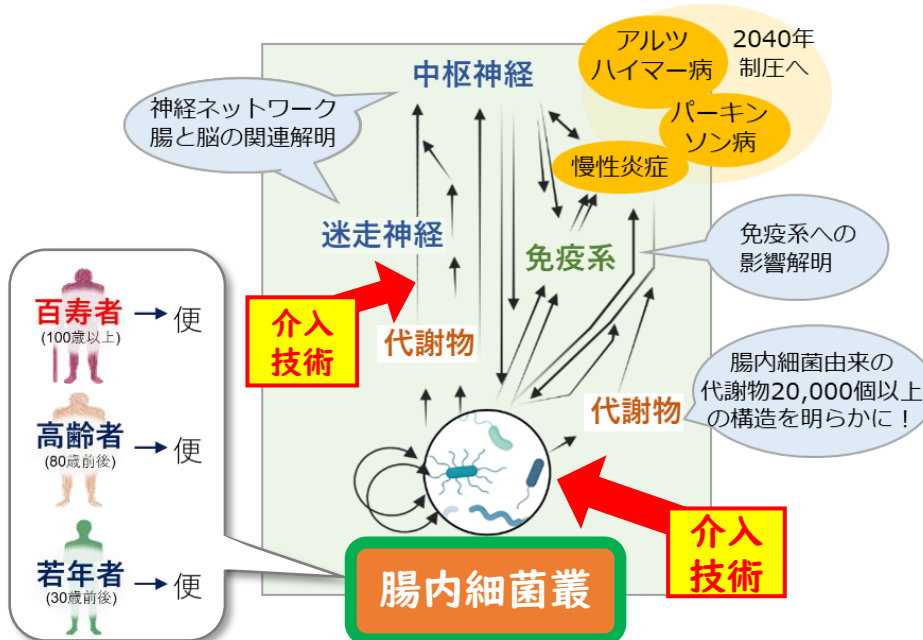 アルツ
ハイマー病
2040年
制圧へ
パーキン
ソン病
慢性炎症
中枢神経
神経ネットワーク
腸と脳の関連解明
迷走神経
免疫系
免疫系への
影響解明
介入
技術
代謝物
代謝物
腸内細菌由来の
代謝物20,000個以上
の構造を明らかに！
百寿者
(100歳以上)
便
高齢者
(80歳前後)
便
若年者
(30歳前後)
便
介入
技術
腸内細菌叢